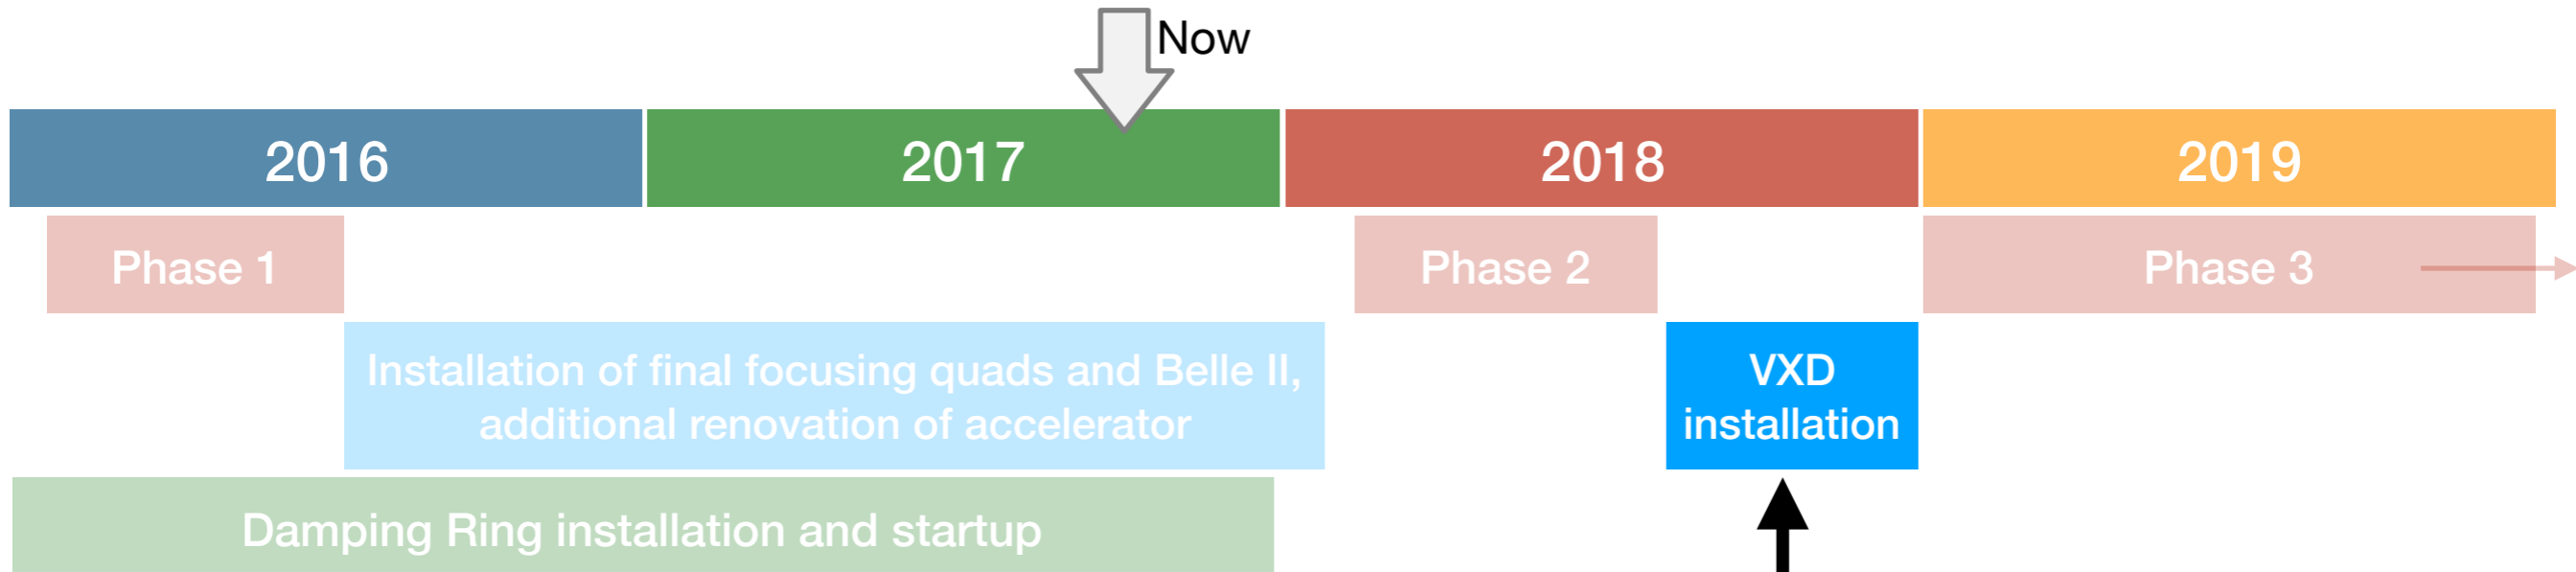 Now
2016 2017 2018 2019
Phase 1 Phase 2 Phase 3
Installation of final focusing quads and Belle II,
additional renovation of accelerator
VXD
installation
Damping Ring installation and startup